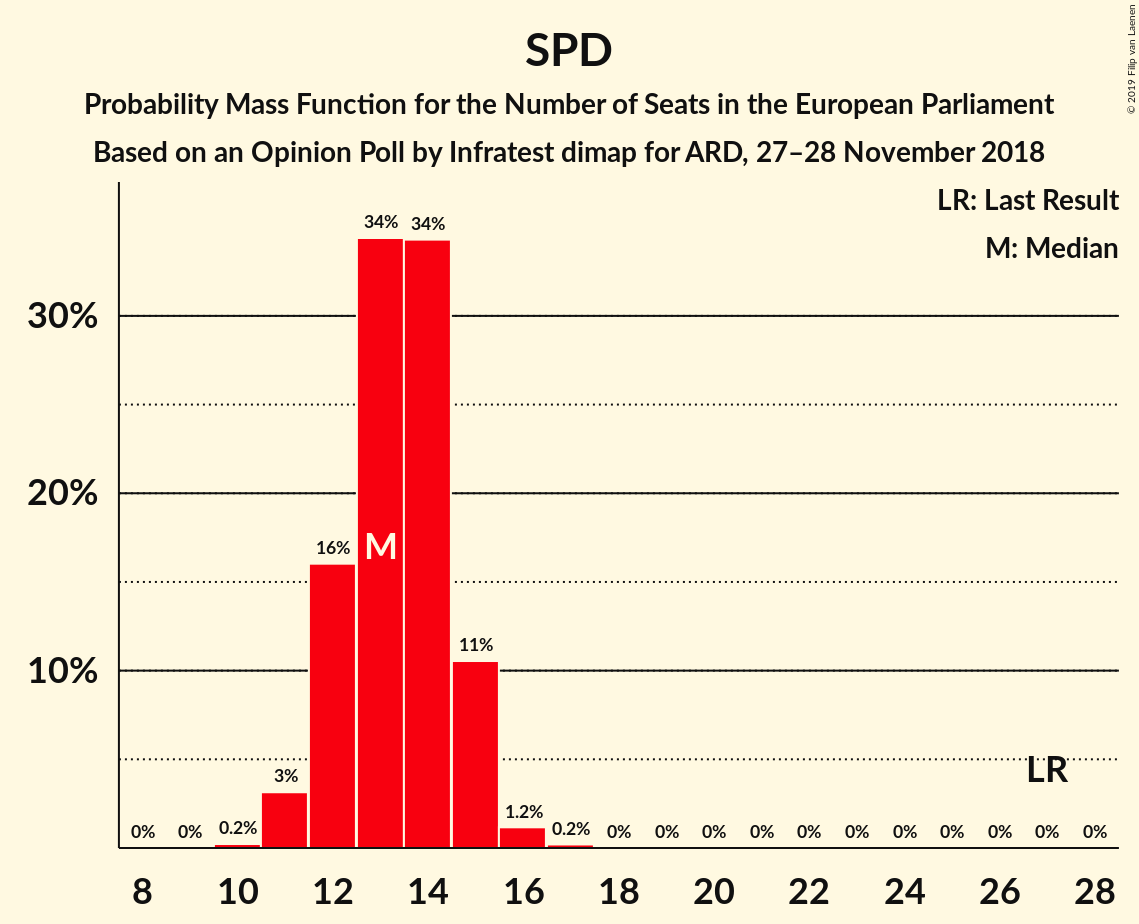 SPD
Probability Mass Function for the Number of Seats in the European Parliament
Based on an Opinion Poll by Infratest dimap for ARD, 27–28 November 2018
© 2019 Filip van Laenen
LR: Last Result
M: Median
34% 34%
30%
20%
16% M
11%
10%
3% LR
0% 0% 0.2% 1.2% 0.2% 0% 0% 0% 0% 0% 0% 0% 0% 0% 0% 0%
8 10 12 14 16 18 20 22 24 26 28